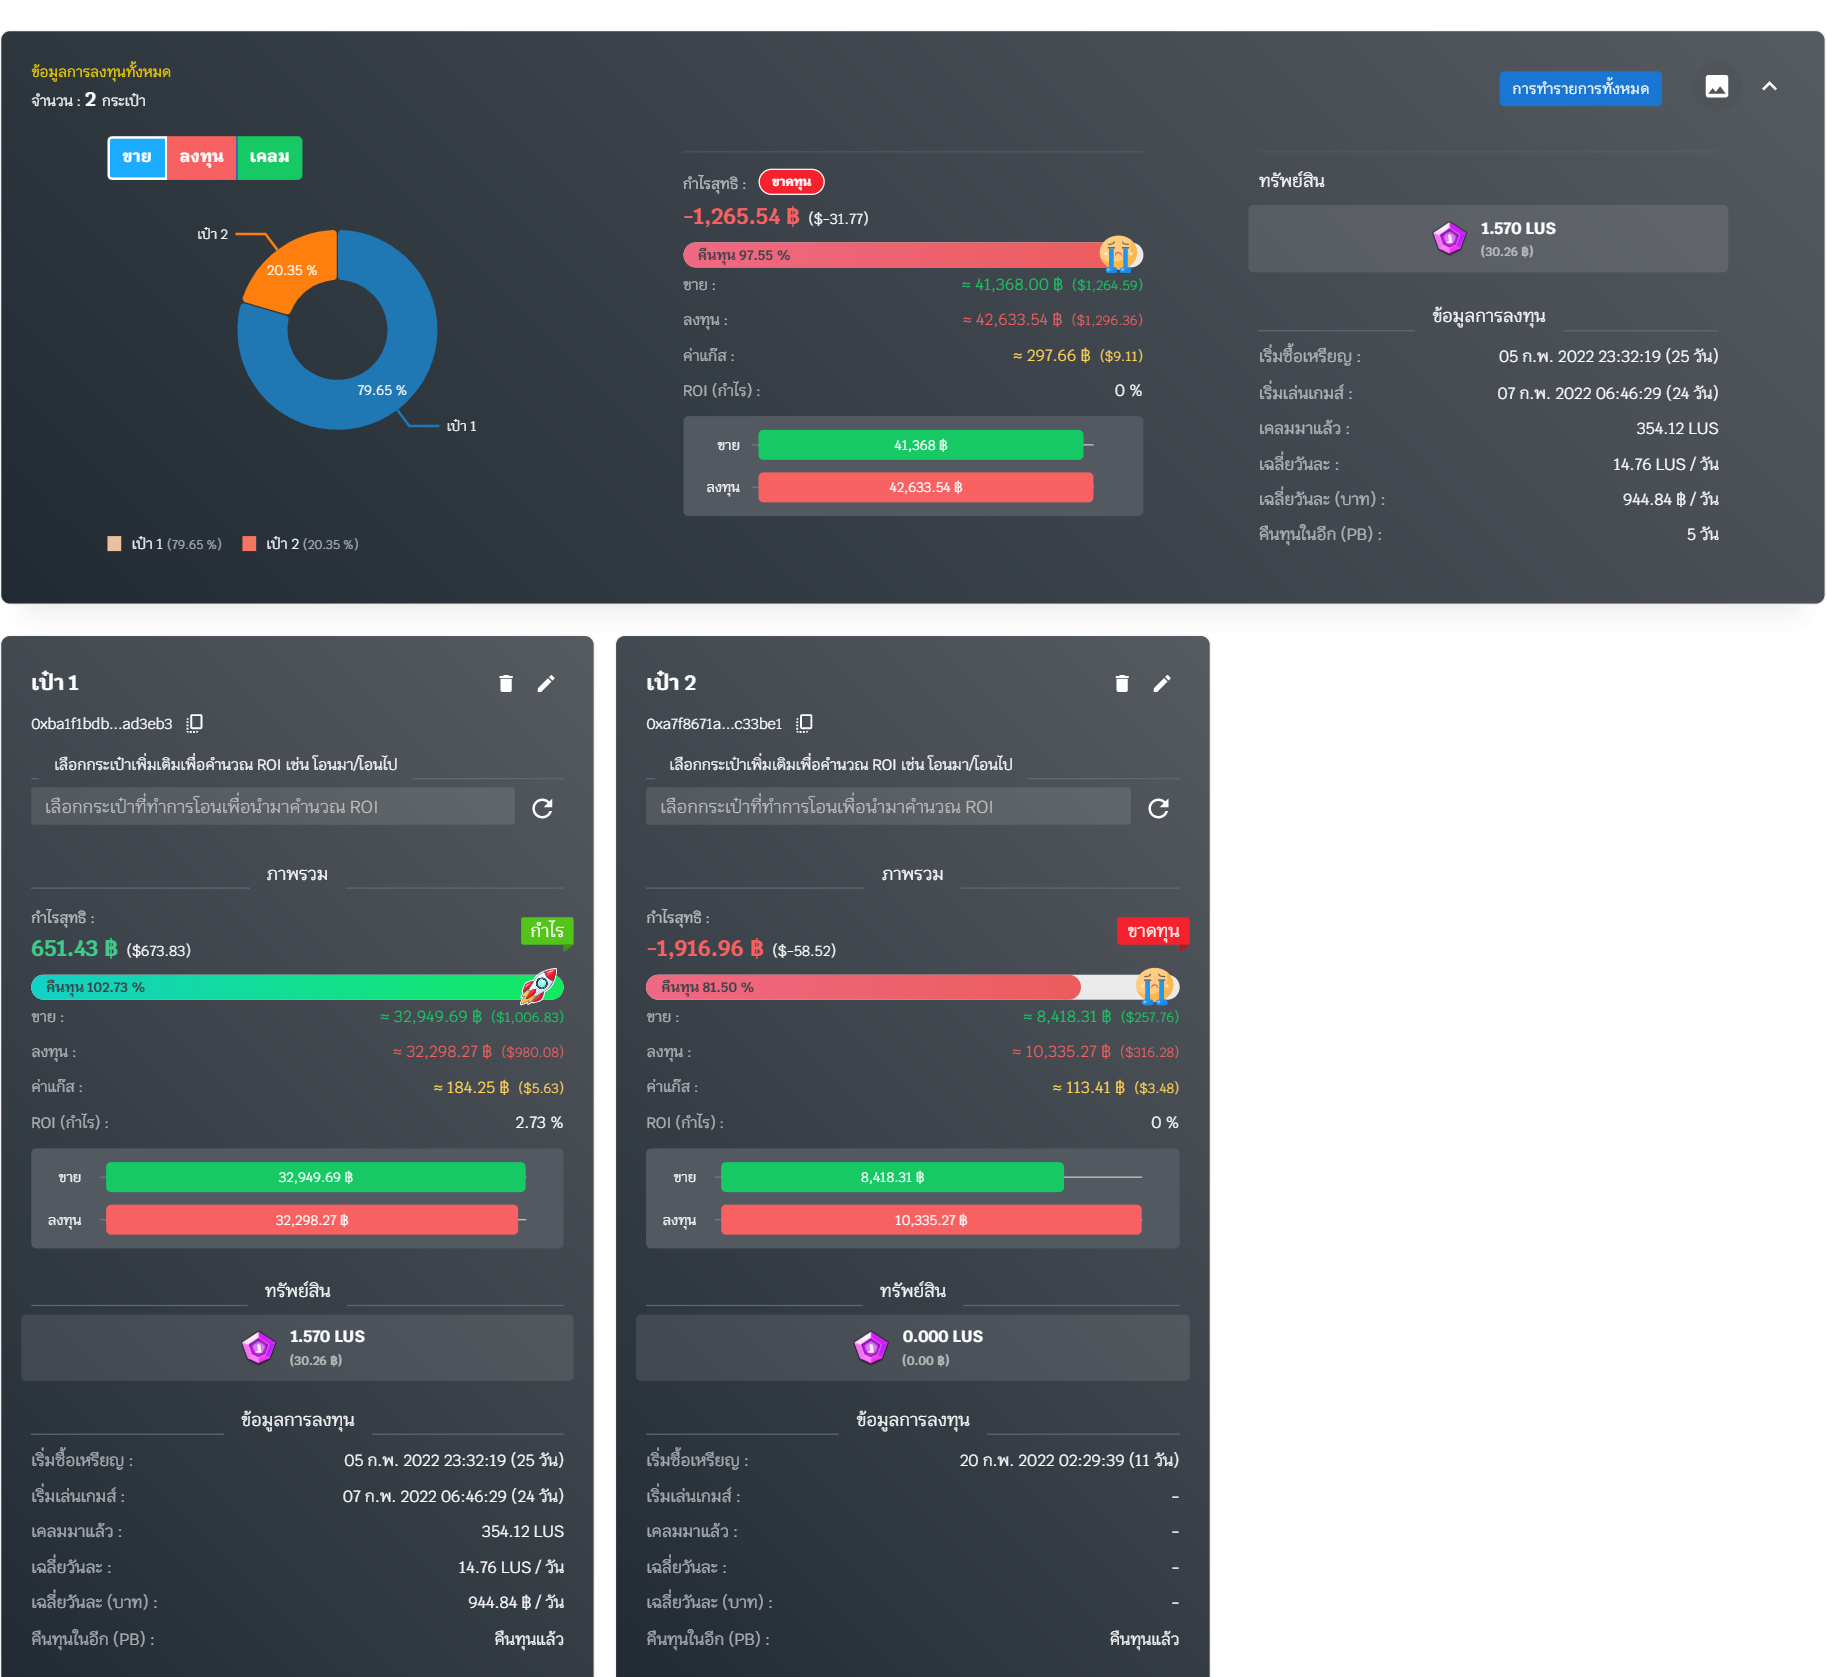 ข้อมูลการลงทุนทั้งหมด
จำนวน : 2 กระเป๋า
การทำรายการทั้งหมด
ขาย ลงทุน เคลม
เป๋า 2
20.35 %
79.65 %
เป๋า 1
เป๋า 1 (79.65 %) เป๋า 2 (20.35 %)
กำไรสุทธิ : ขาดทุน
-1,265.54 ฿ ($-31.77)
คืนทุน 97.55 %
ขาย : ≈ 41,368.00 ฿ ($1,264.59)
ลงทุน : ≈ 42,633.54 ฿ ($1,296.36)
ค่าแก๊ส : ≈ 297.66 ฿ ($9.11)
ROI (กำไร) : 0 %
ขาย 41,368 ฿
ลงทุน 42,633.54 ฿
ทรัพย์สิน
1.570 LUS
(30.26 ฿)
ข้อมูลการลงทุน
เริ่มซื้อเหรียญ : 05 ก.พ. 2022 23:32:19 (25 วัน)
เริ่มเล่นเกมส์ : 07 ก.พ. 2022 06:46:29 (24 วัน)
เคลมมาแล้ว : 354.12 LUS
เฉลี่ยวันละ : 14.76 LUS / วัน
เฉลี่ยวันละ (บาท) : 944.84 ฿ / วัน
คืนทุนในอีก (PB) : 5 วัน
เป๋า 1
0xba1f1bdb...ad3eb3
เลือกกระเป๋าเพิ่มเติมเพื่อคำนวณ ROI เช่น โอนมา/โอนไป
เลือกกระเป๋าที่ทำการโอนเพื่อนำมาคำนวณ ROI
ภาพรวม
กำไรสุทธิ :
กำไร
651.43 ฿ ($673.83)
คืนทุน 102.73 %
ขาย : ≈ 32,949.69 ฿ ($1,006.83)
ลงทุน : ≈ 32,298.27 ฿ ($980.08)
ค่าแก๊ส : ≈ 184.25 ฿ ($5.63)
ROI (กำไร) : 2.73 %
ขาย 32,949.69 ฿
ลงทุน 32,298.27 ฿
ทรัพย์สิน
1.570 LUS
(30.26 ฿)
ข้อมูลการลงทุน
เริ่มซื้อเหรียญ : 05 ก.พ. 2022 23:32:19 (25 วัน)
เริ่มเล่นเกมส์ : 07 ก.พ. 2022 06:46:29 (24 วัน)
เคลมมาแล้ว : 354.12 LUS
เฉลี่ยวันละ : 14.76 LUS / วัน
เฉลี่ยวันละ (บาท) : 944.84 ฿ / วัน
คืนทุนในอีก (PB) : คืนทุนแล้ว
เป๋า 2
0xa7f8671a...c33be1
เลือกกระเป๋าเพิ่มเติมเพื่อคำนวณ ROI เช่น โอนมา/โอนไป
เลือกกระเป๋าที่ทำการโอนเพื่อนำมาคำนวณ ROI
ภาพรวม
กำไรสุทธิ :
ขาดทุน
-1,916.96 ฿ ($-58.52)
คืนทุน 81.50 %
ขาย : ≈ 8,418.31 ฿ ($257.76)
ลงทุน : ≈ 10,335.27 ฿ ($316.28)
ค่าแก๊ส : ≈ 113.41 ฿ ($3.48)
ROI (กำไร) : 0 %
ขาย 8,418.31 ฿
ลงทุน 10,335.27 ฿
ทรัพย์สิน
0.000 LUS
(0.00 ฿)
ข้อมูลการลงทุน
เริ่มซื้อเหรียญ : 20 ก.พ. 2022 02:29:39 (11 วัน)
เริ่มเล่นเกมส์ : -
เคลมมาแล้ว : -
เฉลี่ยวันละ : -
เฉลี่ยวันละ (บาท) : -
คืนทุนในอีก (PB) : คืนทุนแล้ว